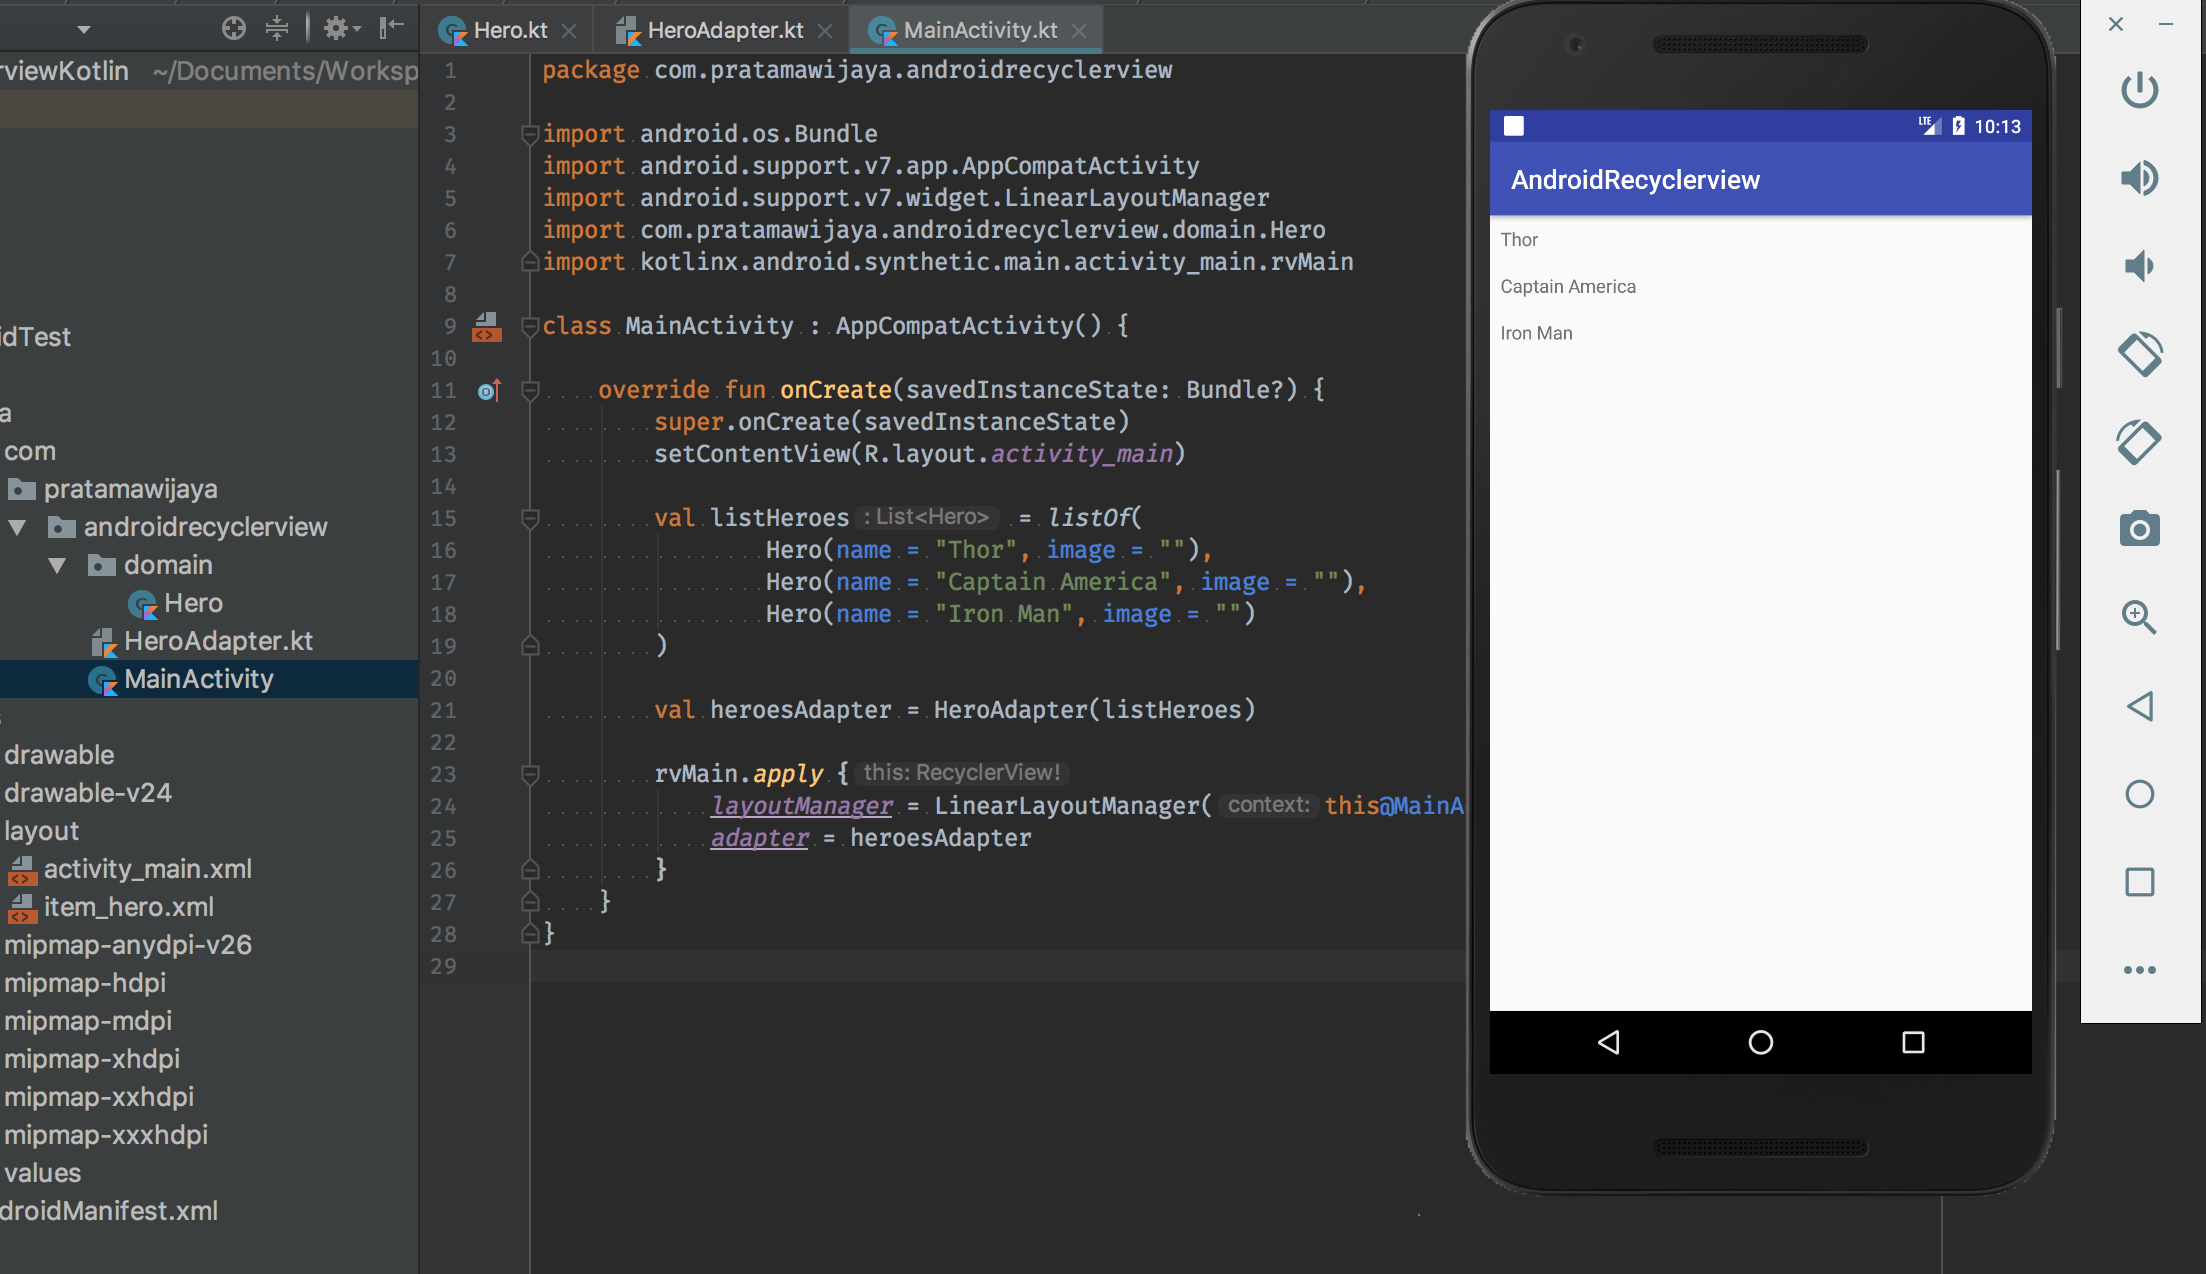 Hero.kt
HeroAdapter.kt
MainActivity.kt
rviewKotlin ~/Documents/Worksp
idTest
a
com
pratamawijaya
androidrecyclerview
domain
Hero
HeroAdapter.kt
MainActivity
s
drawable
drawable-v24
layout
activity_main.xml
item_hero.xml
mipmap-anydpi-v26
mipmap-hdpi
mipmap-mdpi
mipmap-xhdpi
mipmap-xxhdpi
mipmap-xxxhdpi
values
droidManifest.xml
1 package com.pratamawijaya.androidrecyclerview
2
3 import android.os.Bundle
4 import android.support.v7.app.AppCompatActivity
5 import android.support.v7.widget.LinearLayoutManager
6 import com.pratamawijaya.androidrecyclerview.domain.Hero
7 import kotlinx.android.synthetic.main.activity_main.rvMain
8
9 class MainActivity : AppCompatActivity() {
10
11 override fun onCreate(savedInstanceState: Bundle?) {
12 super.onCreate(savedInstanceState)
13 setContentView(R.layout.activity_main)
14
15 val listHeroes : List<Hero> = listOf(
16 Hero(name = "Thor", image = ""),
17 Hero(name = "Captain America", image = ""),
18 Hero(name = "Iron Man", image = "")
19 )
20
21 val heroesAdapter = HeroAdapter(listHeroes)
22
23 rvMain.apply { this: RecyclerView!
24 layoutManager = LinearLayoutManager( context: this@MainA
25 adapter = heroesAdapter
26 }
27 }
28 }
29
LTE 10:13
AndroidRecyclerview
Thor
Captain America
Iron Man